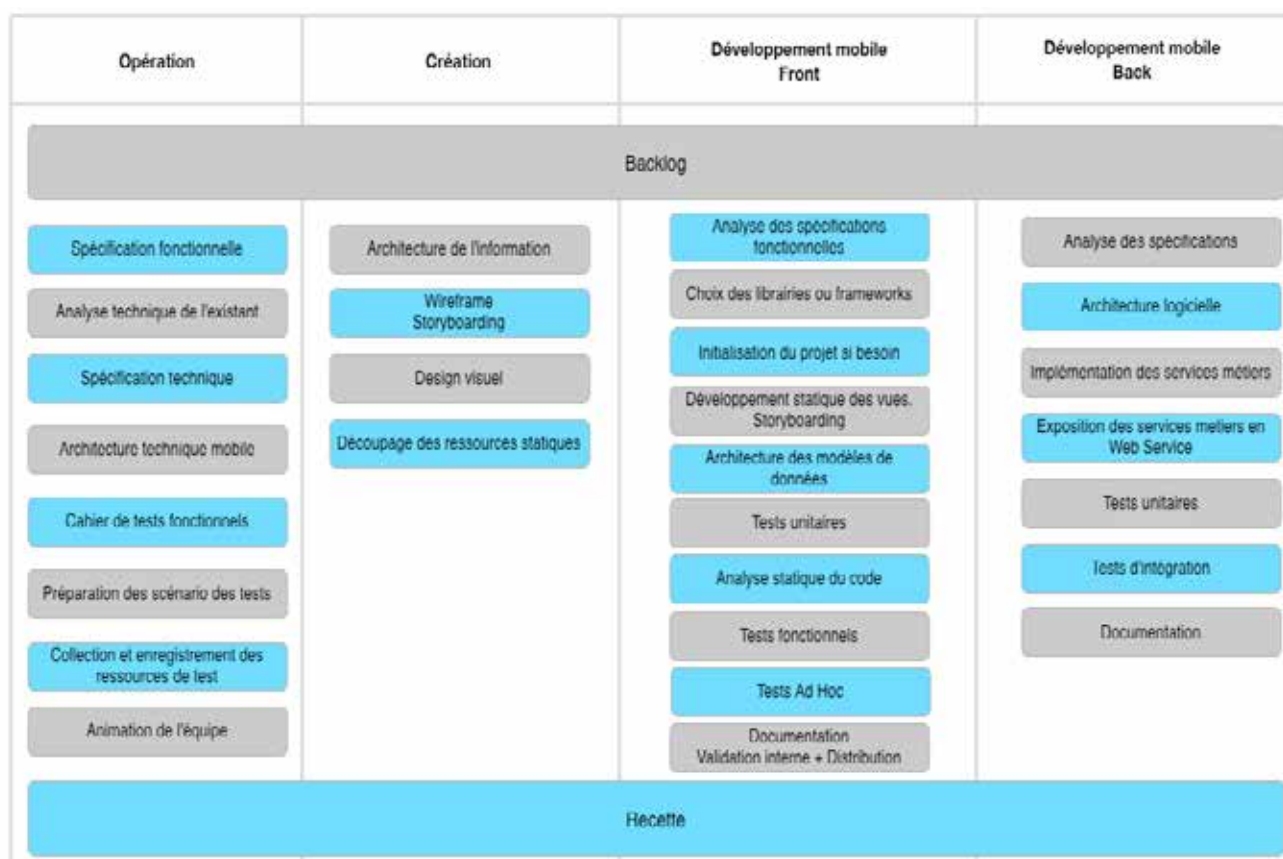 Opération
Création
Développement mobile
Front
Développement mobile
Back
Backlog
Spécification fonctionnelle
Analyse technique de l'existant
Spécification technique
Architecture technique mobile
Cahier de tests fonctionnels
Préparation des scénario des tests
Collection et enregistrement des
ressources de test
Animation de l'équipe
Architecture de l'information
Wireframe
Storyboarding
Design visuel
Découpage des ressources statiques
Analyse des spécifications
fonctionnelles
Choix des librairies ou frameworks
Initialisation du projet si besoin
Développement statique des vues.
Storyboarding
Architecture des modèles de
données
Tests unitaires
Analyse statique du code
Tests fonctionnels
Tests Ad Hoc
Documentation
Validation interne + Distribution
Analyse des spécifications
Architecture logicielle
Implémentation des services métiers
Exposition des services metiers en
Web Service
Tests unitaires
Tests d'intégration
Documentation
Recette